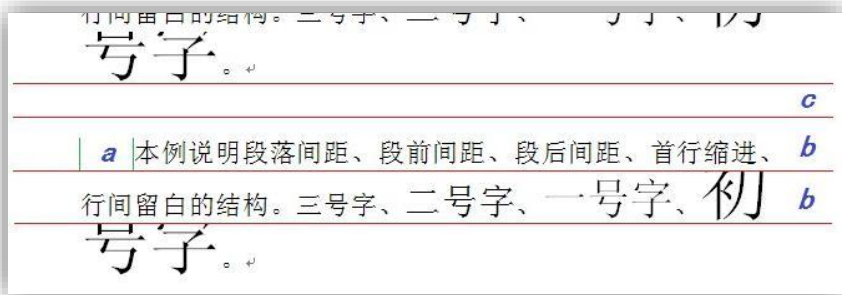 行间留白的结构。三号字、二号字、一号字、初
号字。
c
a 本例说明段落间距、段前间距、段后间距、首行缩进、 b
行间留白的结构。三号字、二号字、一号字、初 b
号字。